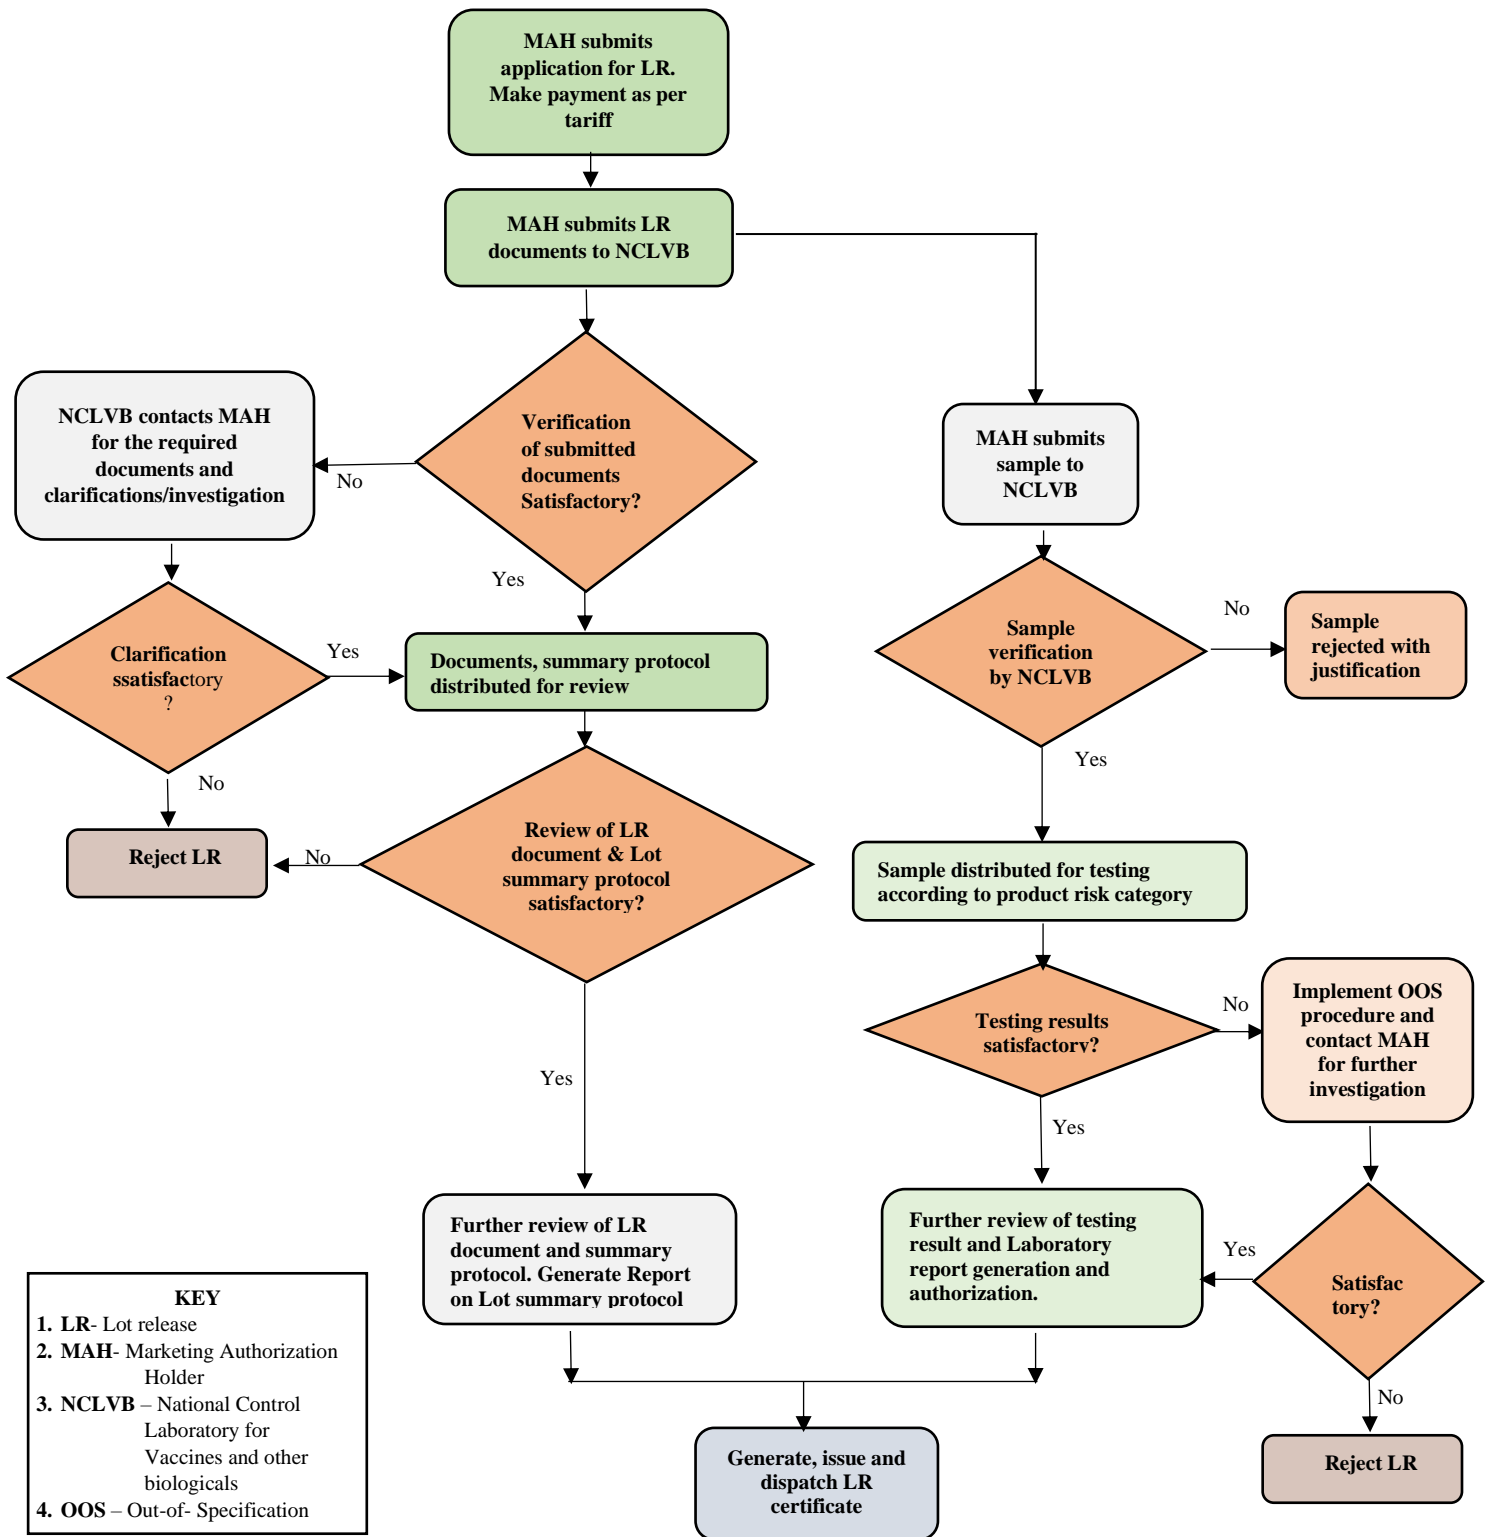 MAH submits
application for LR.
Make payment as per
tariff
MAH submits LR
documents to NCLVB
Verification
of submitted
documents
Satisfactory?
NCLVB contacts MAH
for the required
documents and
clarifications/investigation
No
MAH submits
sample to
NCLVB
Yes
Clarification
ssatisfactory
?
Yes
Documents, summary protocol
distributed for review
Sample
verification
by NCLVB
No
Sample
rejected with
justification
No
Yes
Reject LR
No
Review of LR
document & Lot
summary protocol
satisfactory?
Sample distributed for testing
according to product risk category
Testing results
satisfactory?
No
Implement OOS
procedure and
contact MAH
for further
investigation
Yes
Yes
Further review of LR
document and summary
protocol. Generate Report
on Lot summary protocol
Further review of testing
result and Laboratory
report generation and
authorization.
Yes
Satisfac
tory?
No
Reject LR
Generate, issue and
dispatch LR
certificate
KEY
1. LR- Lot release
2. MAH- Marketing Authorization
Holder
3. NCLVB – National Control
Laboratory for
Vaccines and other
biologicals
4. OOS – Out-of- Specification